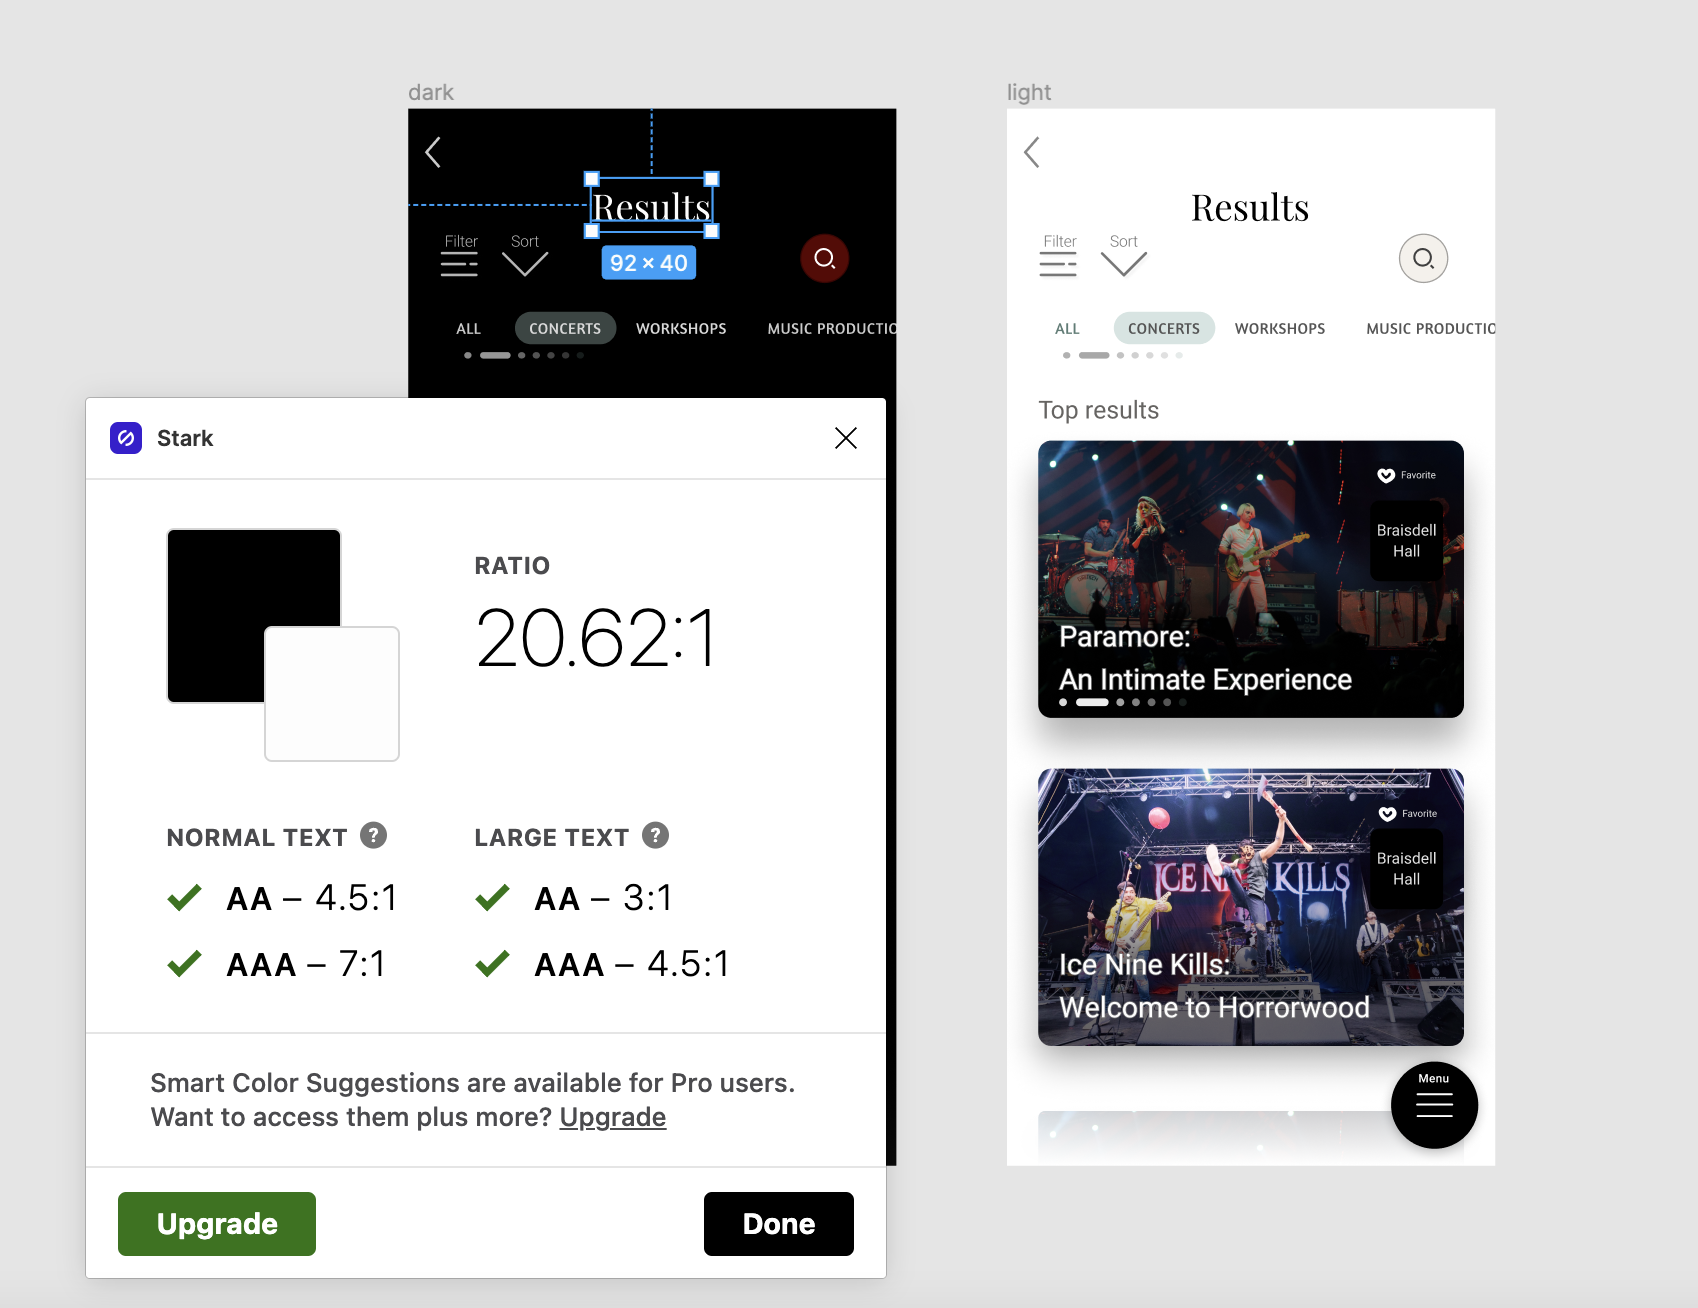 dark
Results
Filter
Sort
92 × 40
ALL
CONCERTS
WORKSHOPS
MUSIC PRODUCTIO
Stark
RATIO
20.62:1
NORMAL TEXT ?
AA – 4.5:1
AAA – 7:1
LARGE TEXT ?
AA – 3:1
AAA – 4.5:1
Smart Color Suggestions are available for Pro users.
Want to access them plus more? Upgrade
Upgrade
Done
light
Results
Filter
Sort
ALL
CONCERTS
WORKSHOPS
MUSIC PRODUCTIO
Top results
Favorite
Braisdell
Hall
Paramore:
An Intimate Experience
Favorite
Braisdell
Hall
ICE NINE KILLS
Ice Nine Kills:
Welcome to Horrorwood
Menu